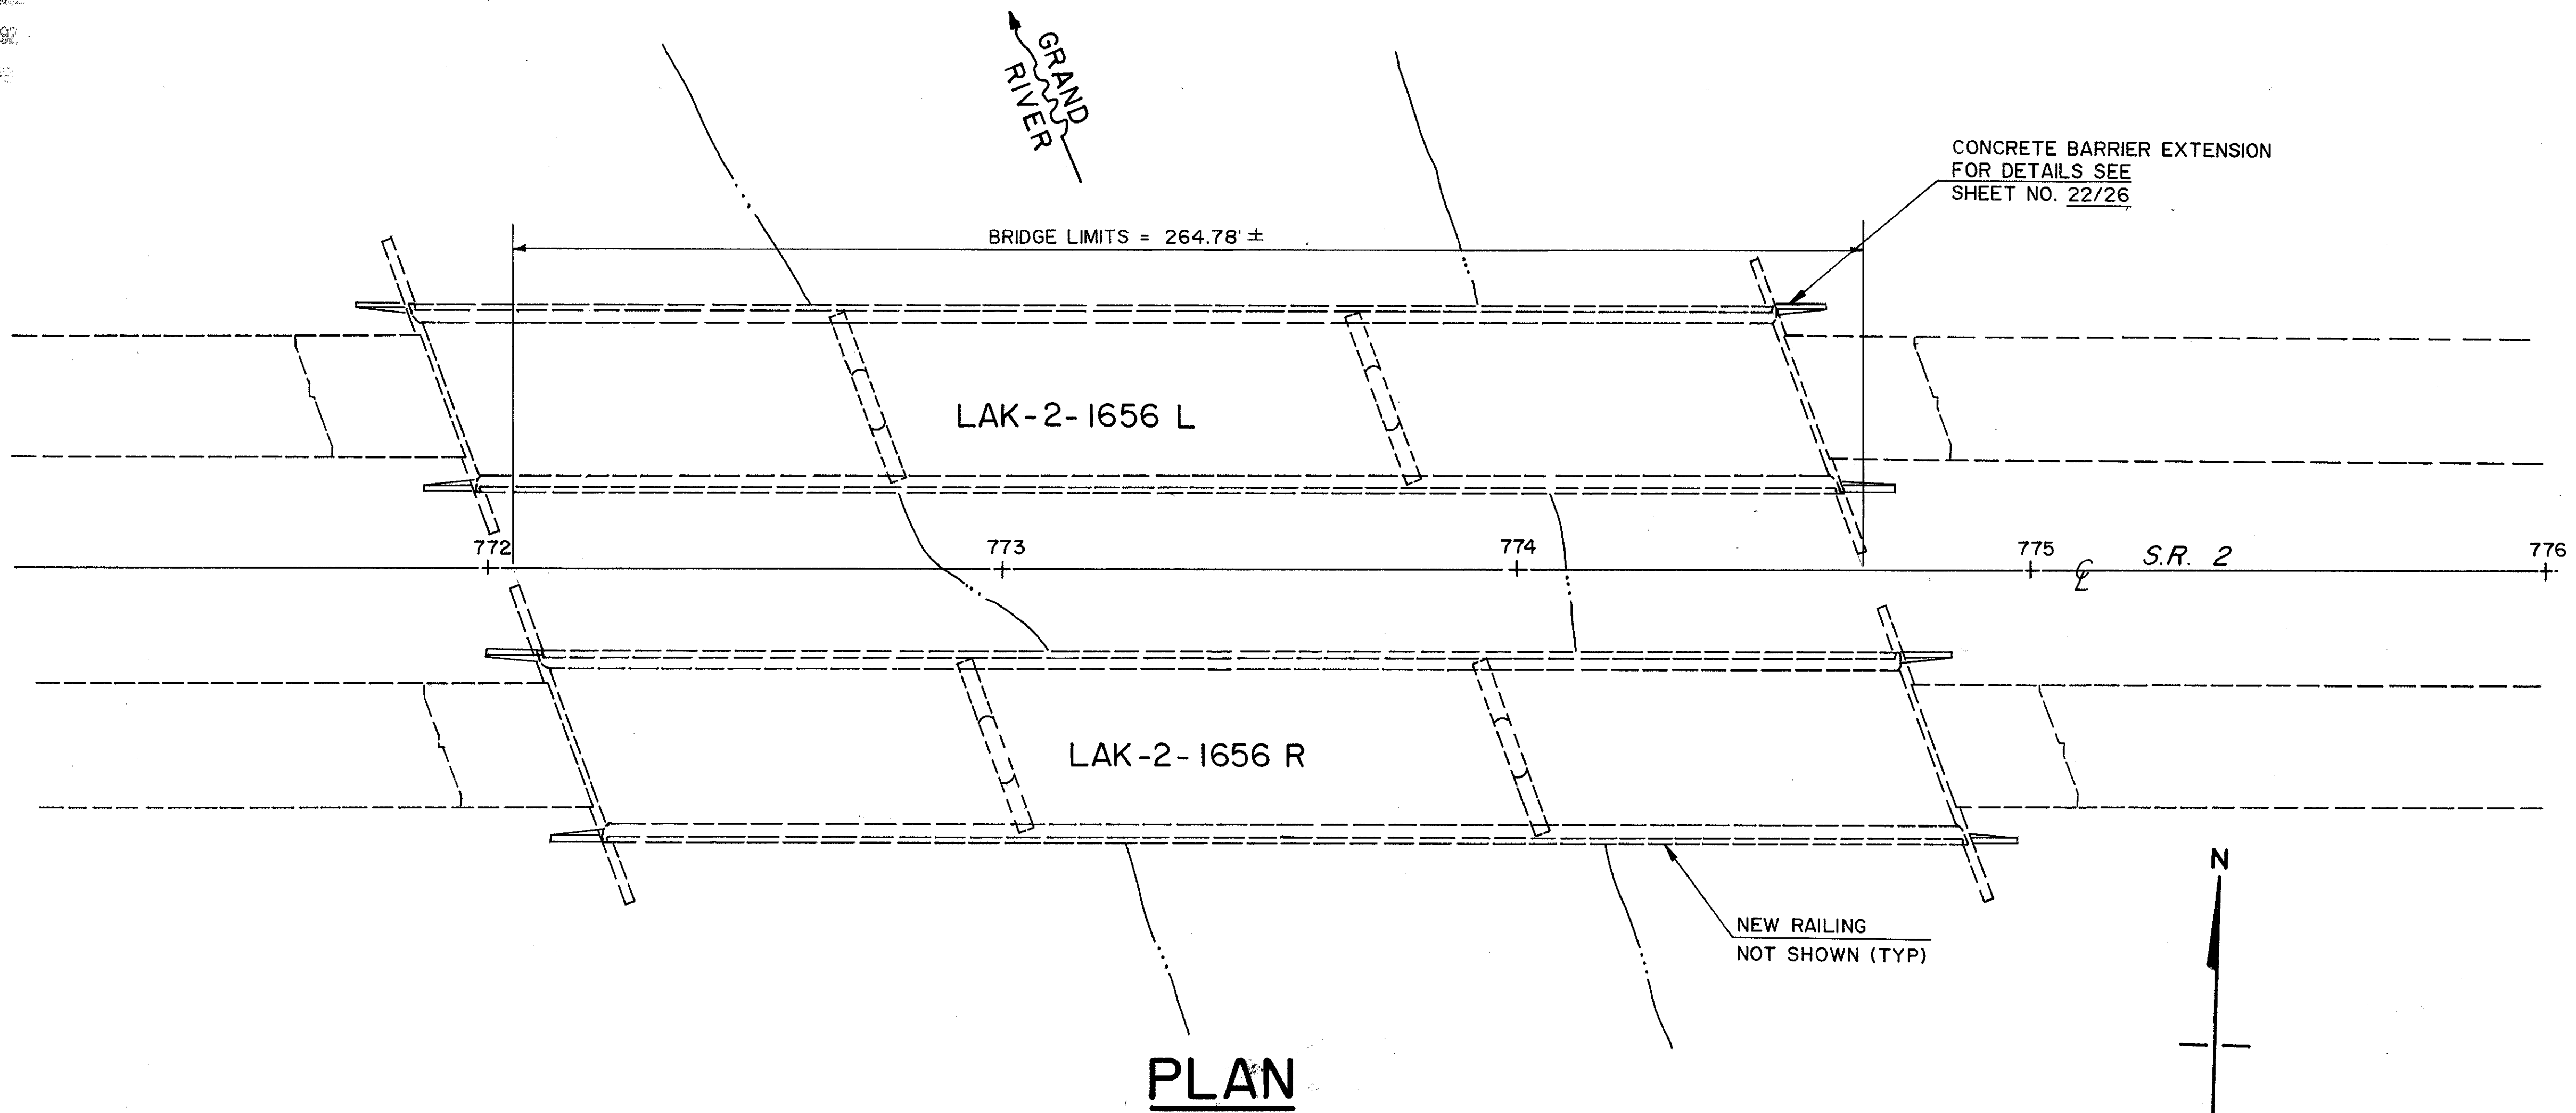 GRAND
RIVER
CONCRETE BARRIER EXTENSION
FOR DETAILS SEE
SHEET NO. 22/26
BRIDGE LIMITS = 264.78' ±
LAK-2-1656 L
772
773
774
775
776
℄ S.R. 2
LAK-2-1656 R
N
NEW RAILING
NOT SHOWN (TYP)
PLAN